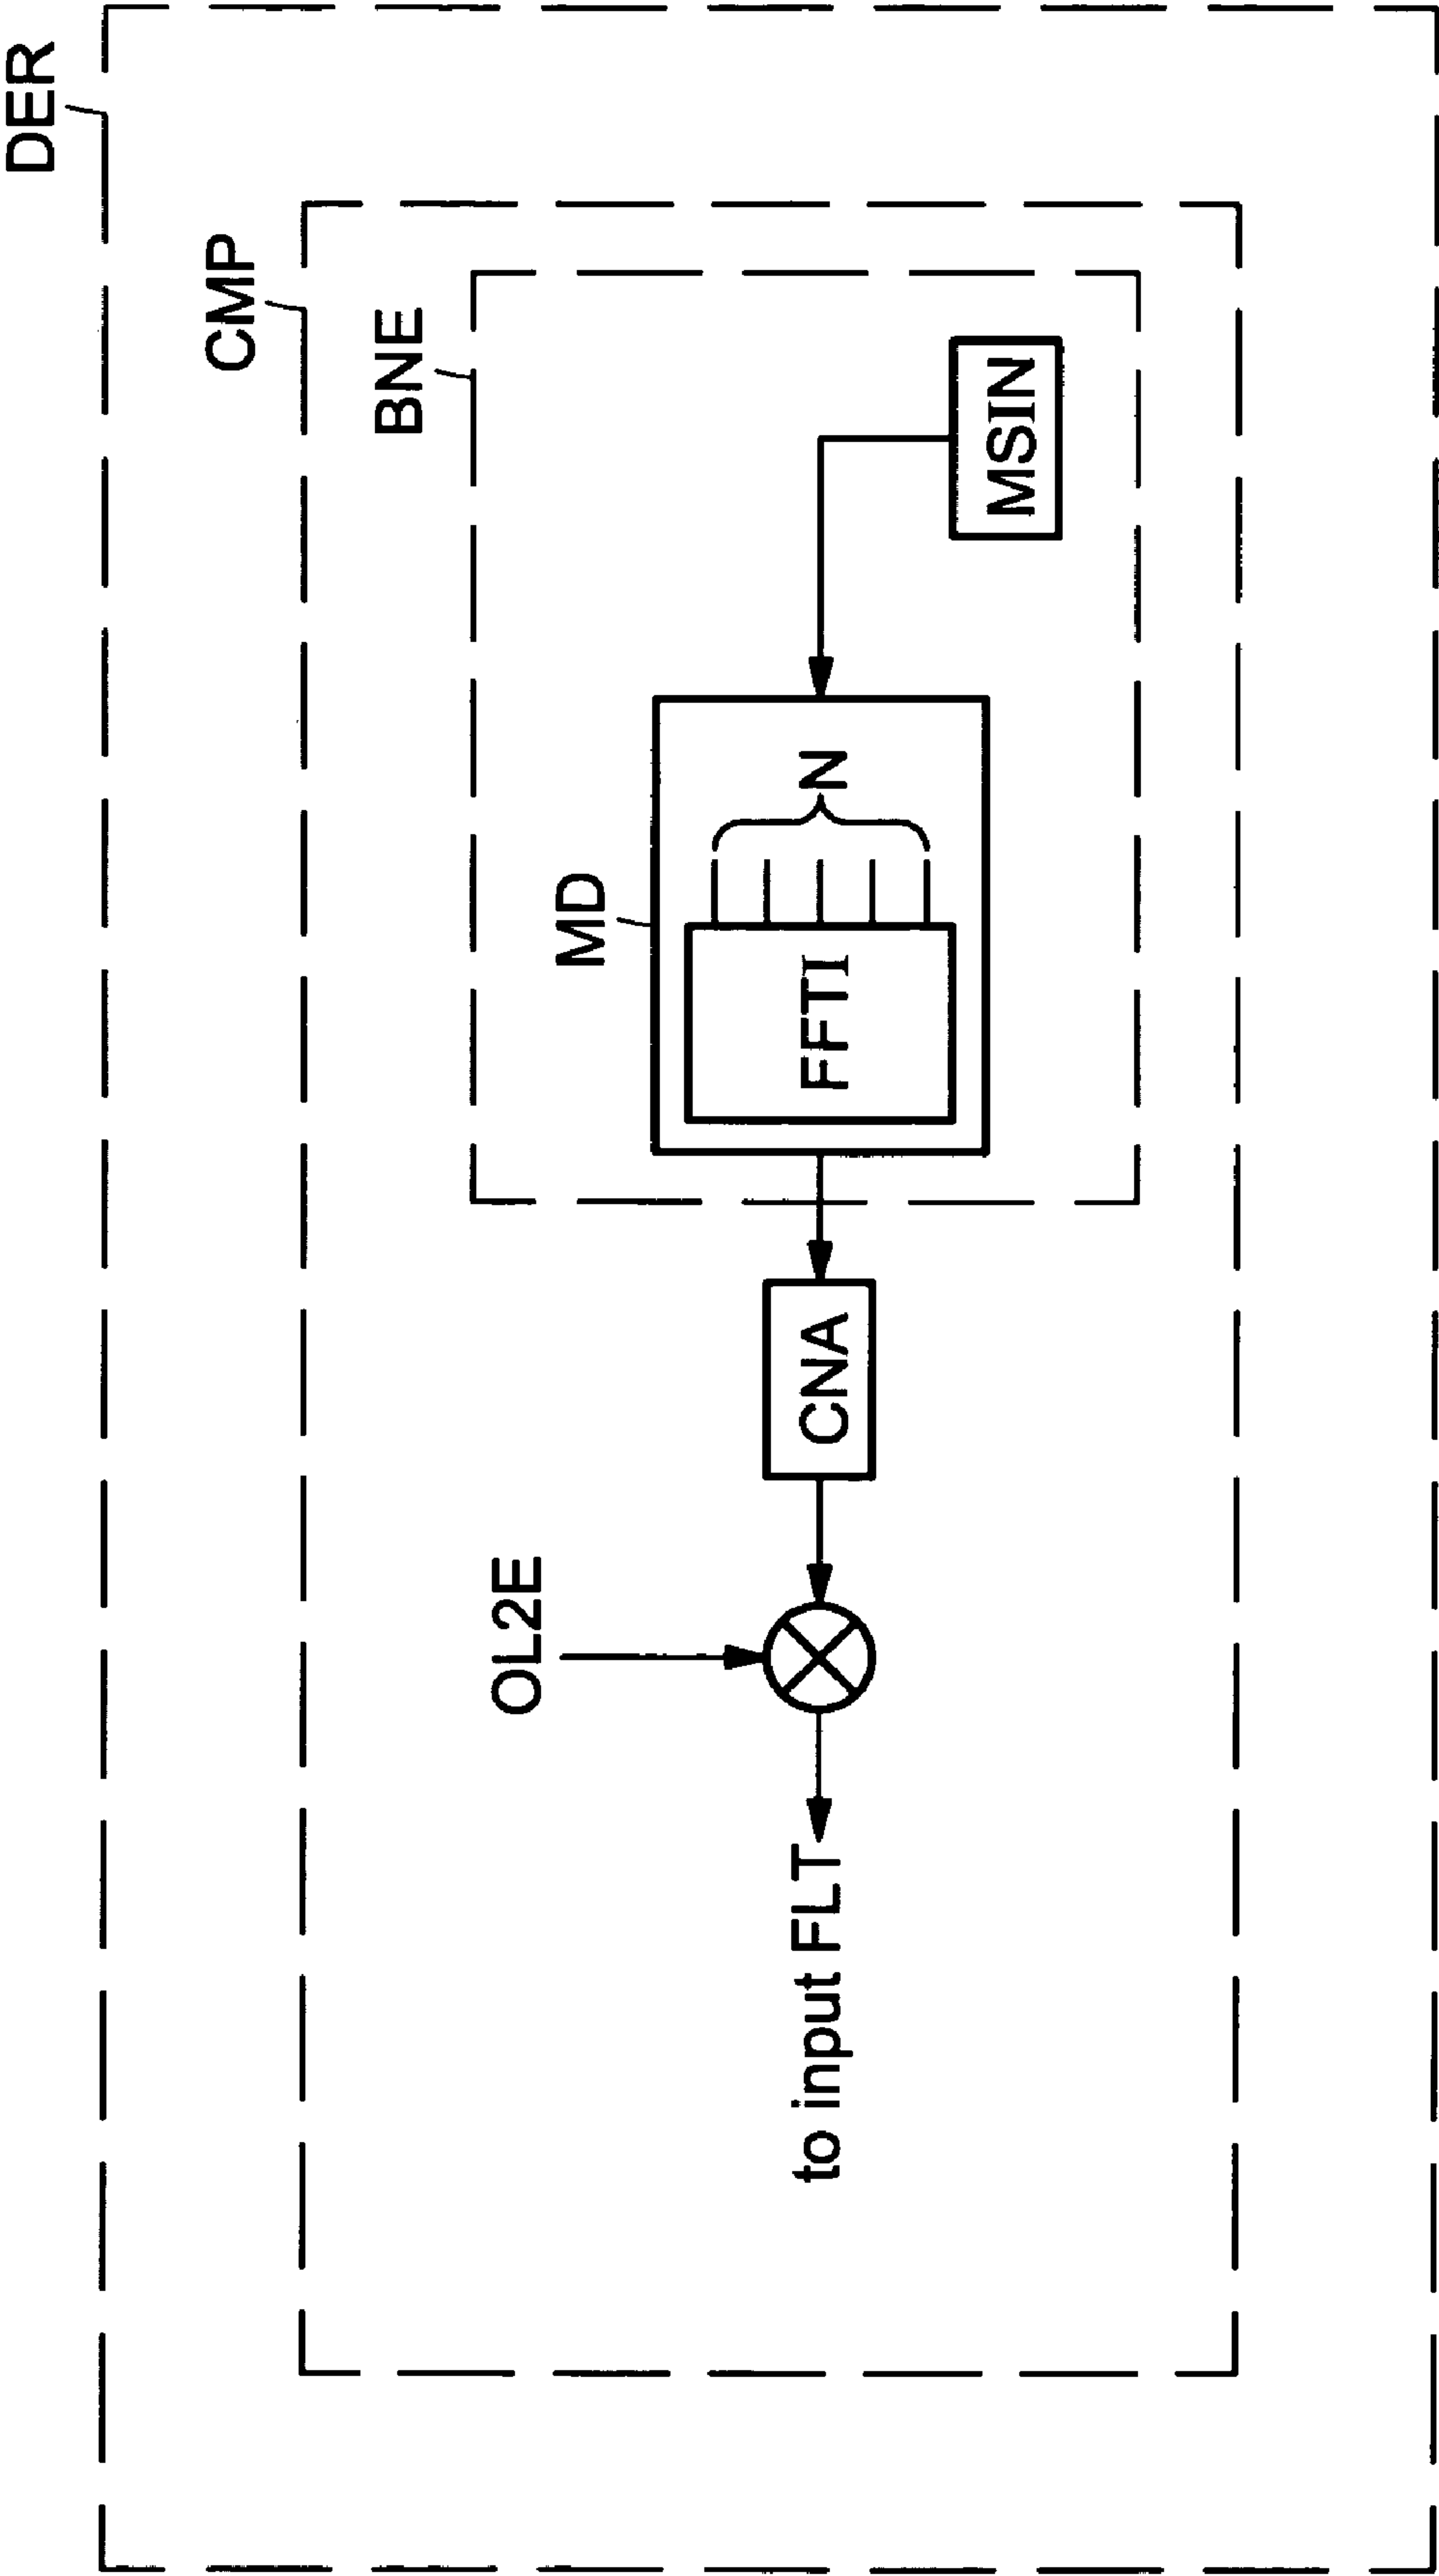 DER
CMP
BNE
MSIN
MD
N
FFTI
CNA
OL2E
to input FLT